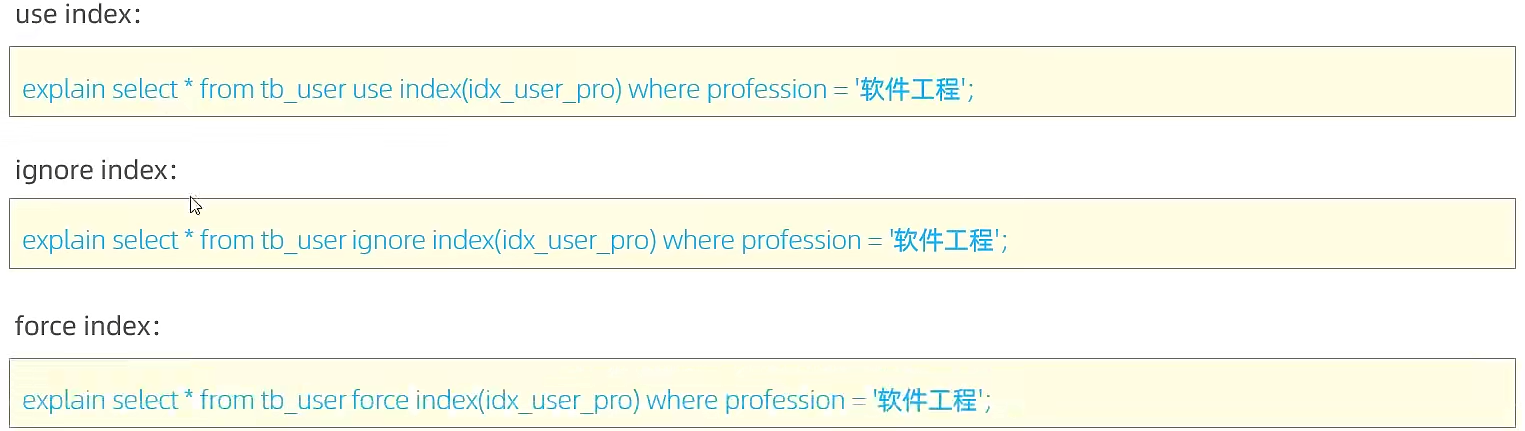 use index：
explain select * from tb_user use index(idx_user_pro) where profession = '软件工程';
ignore index：
explain select * from tb_user ignore index(idx_user_pro) where profession = '软件工程';
force index：
explain select * from tb_user force index(idx_user_pro) where profession = '软件工程';